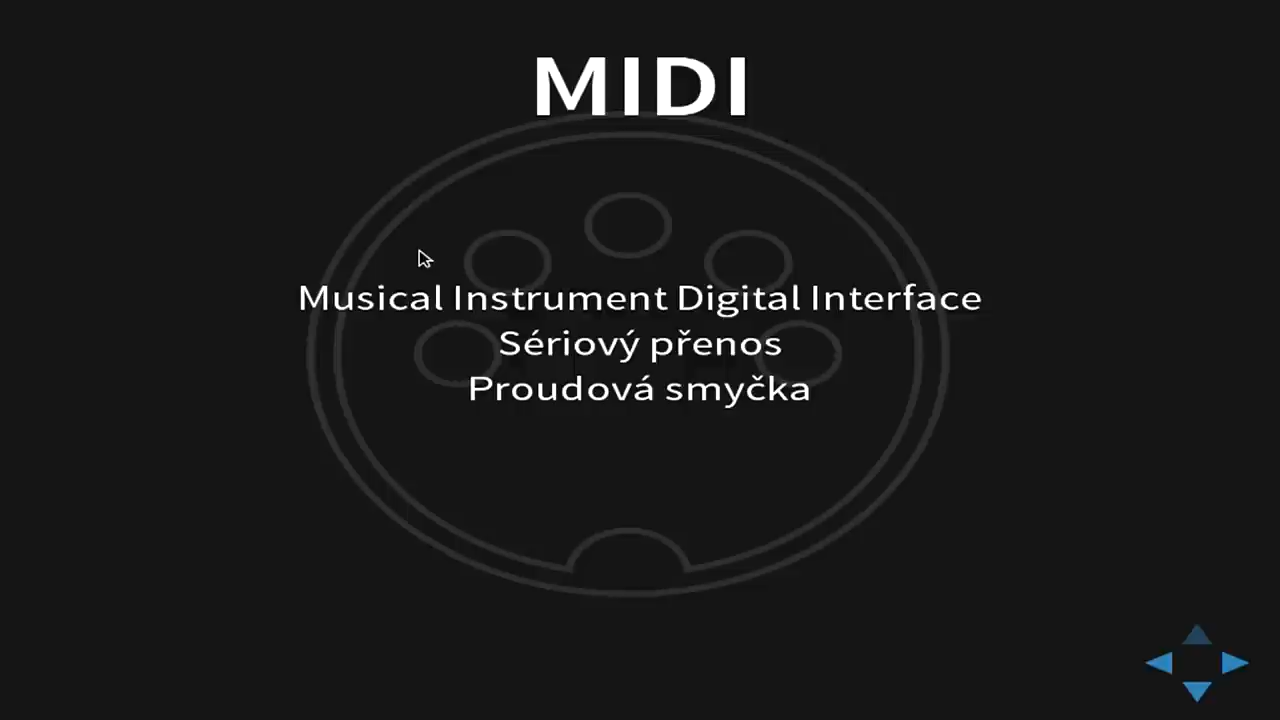 MIDI
Musical Instrument Digital Interface
Sériový přenos
Proudová smyčka